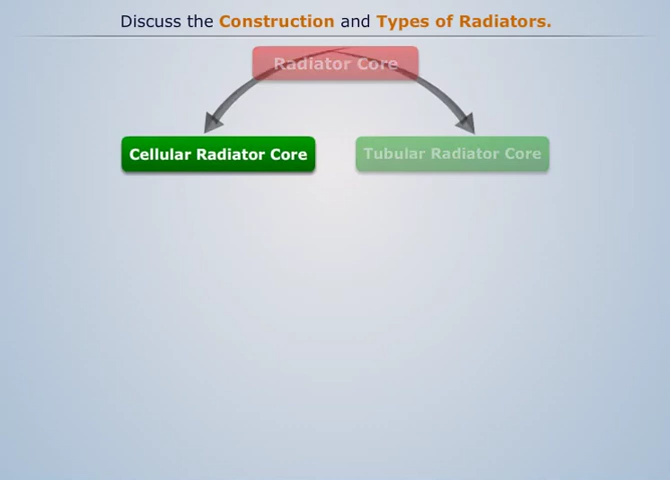 Discuss the Construction and Types of Radiators.
Radiator Core
Cellular Radiator Core
Tubular Radiator Core